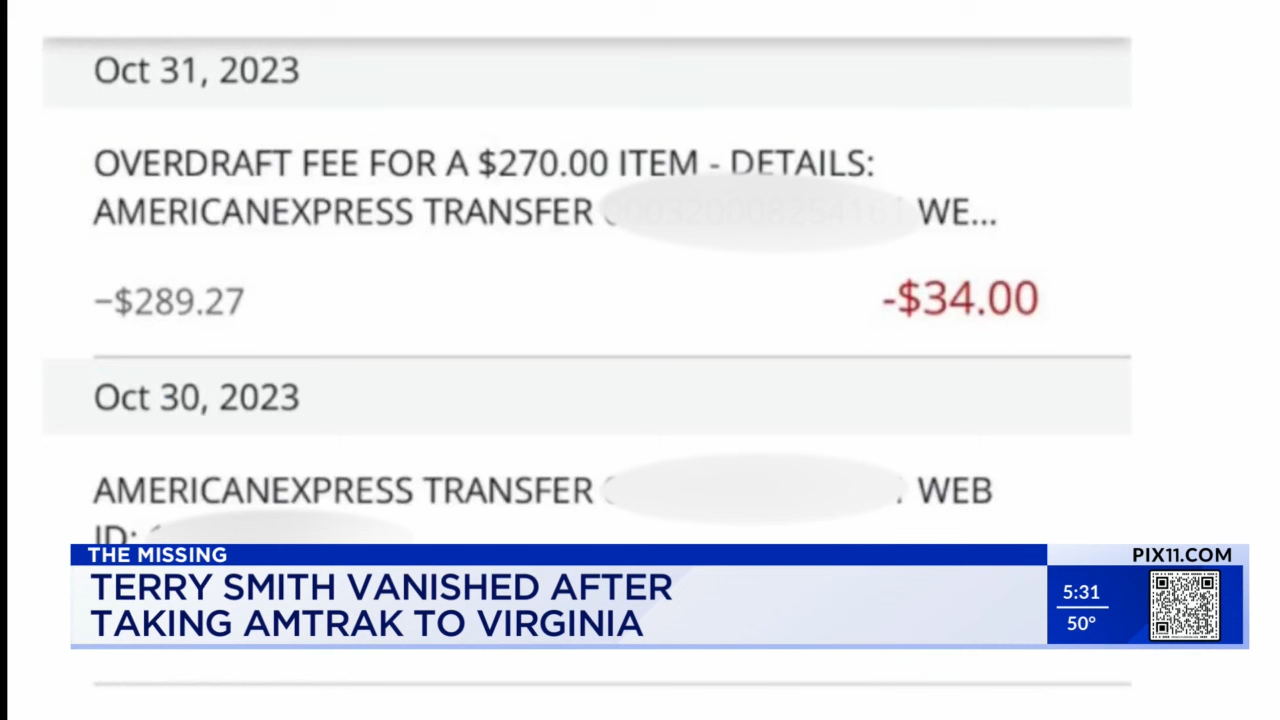 Oct 31, 2023
OVERDRAFT FEE FOR A $270.00 ITEM - DETAILS:
AMERICANEXPRESS TRANSFER WE...
−$289.27
-$34.00
Oct 30, 2023
AMERICANEXPRESS TRANSFER WEB
ID:
THE MISSING
PIX11.COM
TERRY SMITH VANISHED AFTER
TAKING AMTRAK TO VIRGINIA
5:31
50°